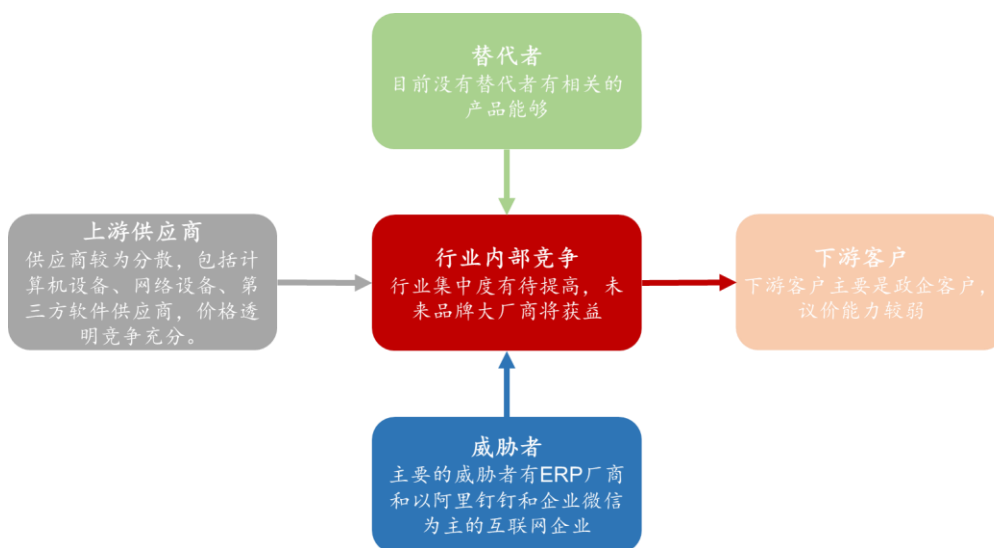 替代者
目前没有替代者有相关的
产品能够
上游供应商
供应商较为分散，包括计
算机设备、网络设备、第
三方软件供应商，价格透
明竞争充分。
行业内部竞争
行业集中度有待提高，未
来品牌大厂商将获益
下游客户
下游客户主要是政企客户，
议价能力较弱
威胁者
主要的威胁者有ERP厂商
和以阿里钉钉和企业微信
为主的互联网企业